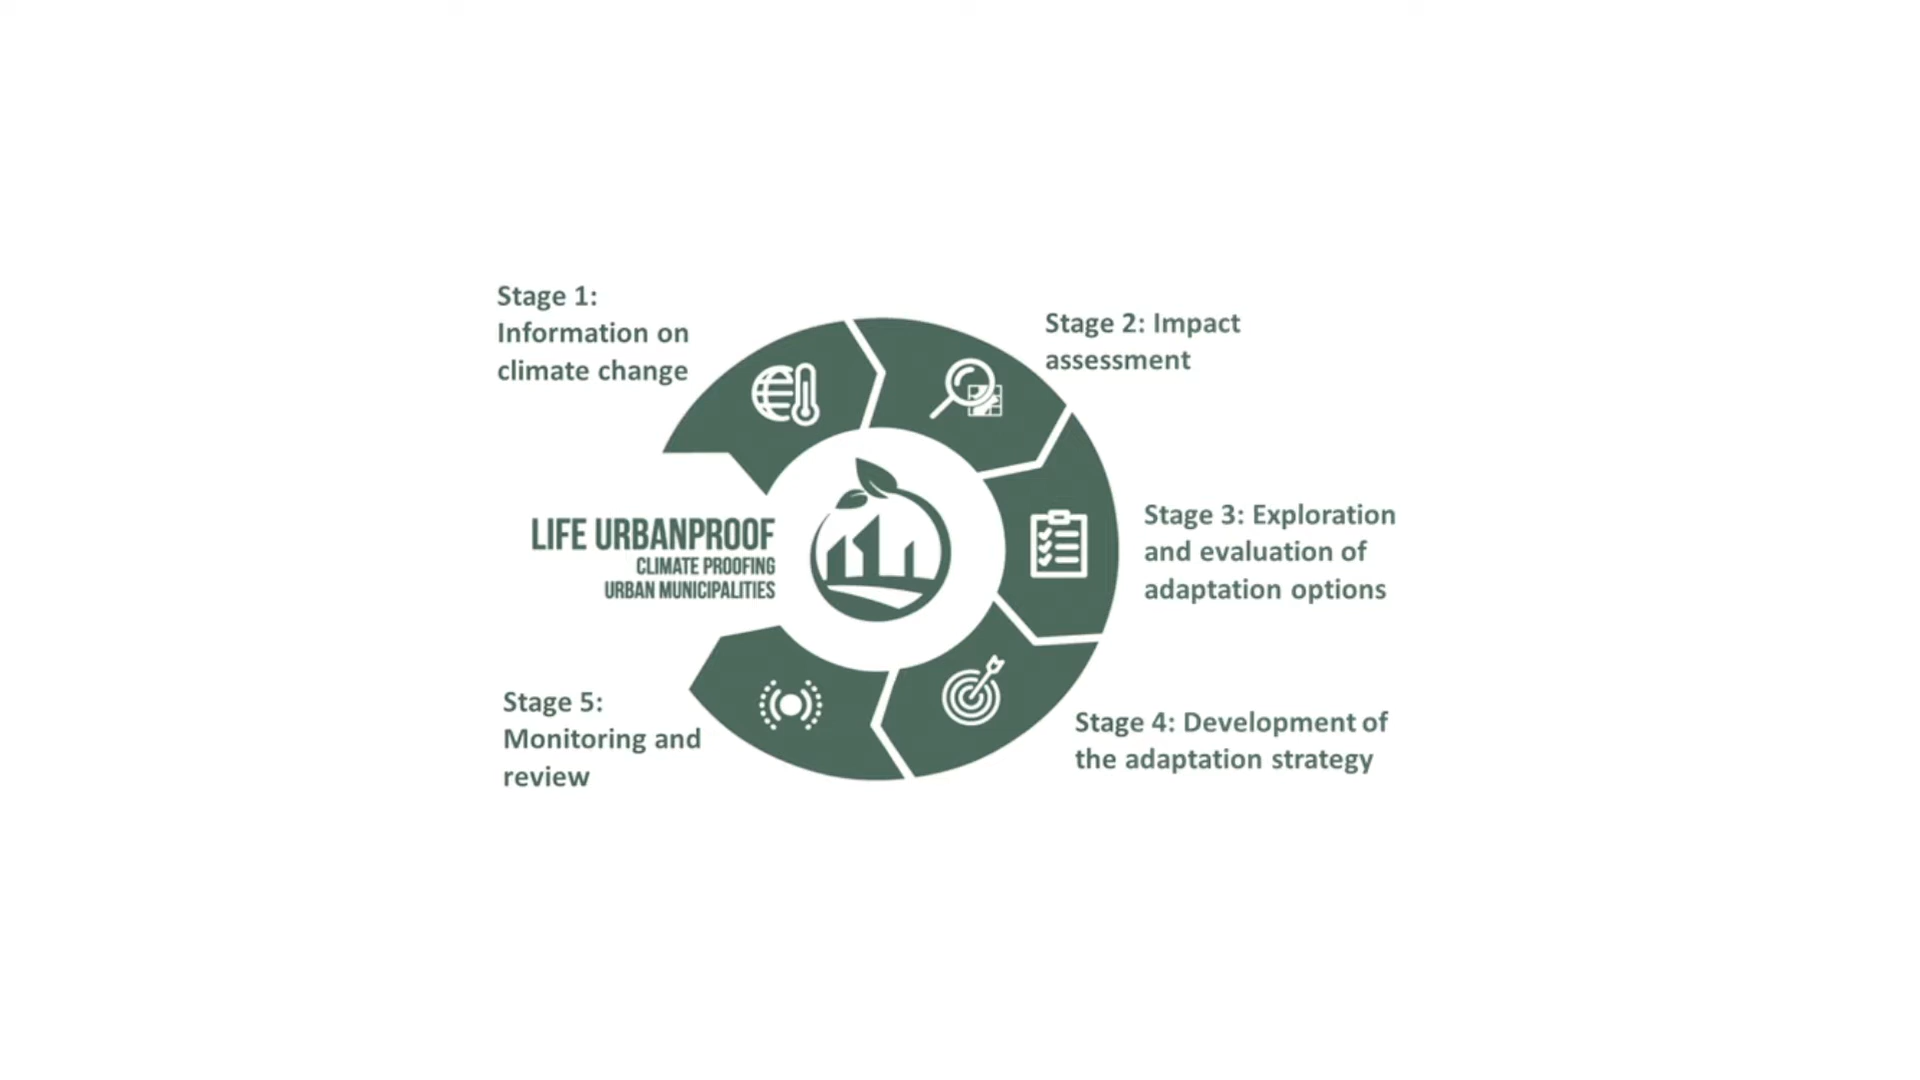 Stage 1:
Information on
climate change
Stage 2: Impact
assessment
Stage 3: Exploration
and evaluation of
adaptation options
LIFE URBANPROOF
CLIMATE PROOFING
URBAN MUNICIPALITIES
Stage 4: Development of
the adaptation strategy
Stage 5:
Monitoring and
review